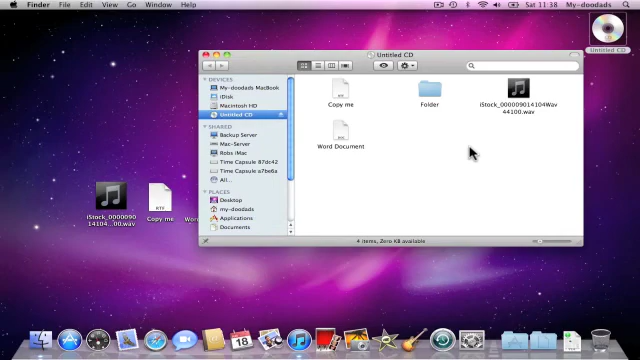 Finder File Edit View Go Window Help
Sat 11:38 My-doodads
Untitled CD
Untitled CD
DEVICES
My-doodads MacBook
iDisk
Macintosh HD
Untitled CD
SHARED
Backup Server
Mac-Server
Robs iMac
Time Capsule 87dc42
Time Capsule a7be6a
All...
PLACES
Desktop
my-doodads
Applications
Documents
Copy me
Folder
iStock_000009014104Wav
44100.wav
Word Document
4 items, Zero KB available
iStock_0000090
14104...00.wav
Copy me
Wor
18